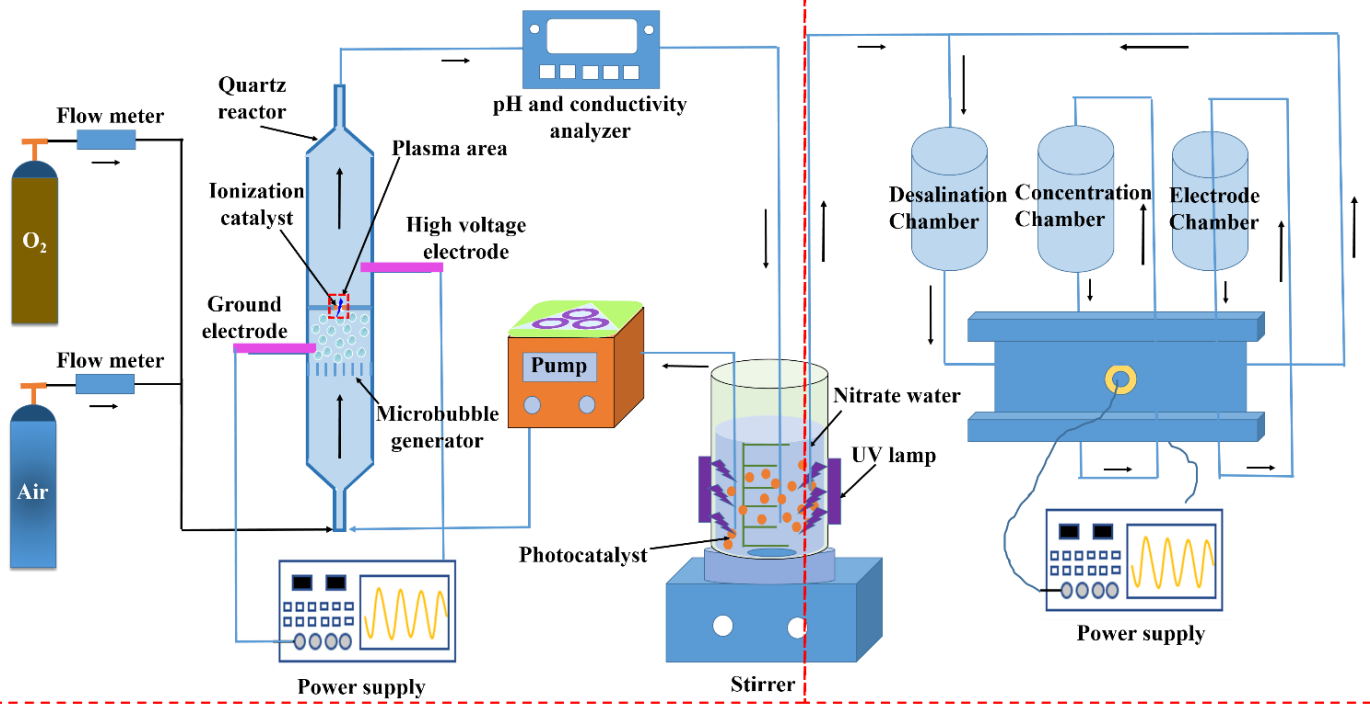 Flow meter
O2
Flow meter
Air
Quartz
reactor
Plasma area
Ionization
catalyst
High voltage
electrode
Ground
electrode
Microbubble
generator
Power supply
pH and conductivity
analyzer
Pump
Nitrate water
UV lamp
Photocatalyst
Stirrer
Desalination
Chamber
Concentration
Chamber
Electrode
Chamber
Power supply